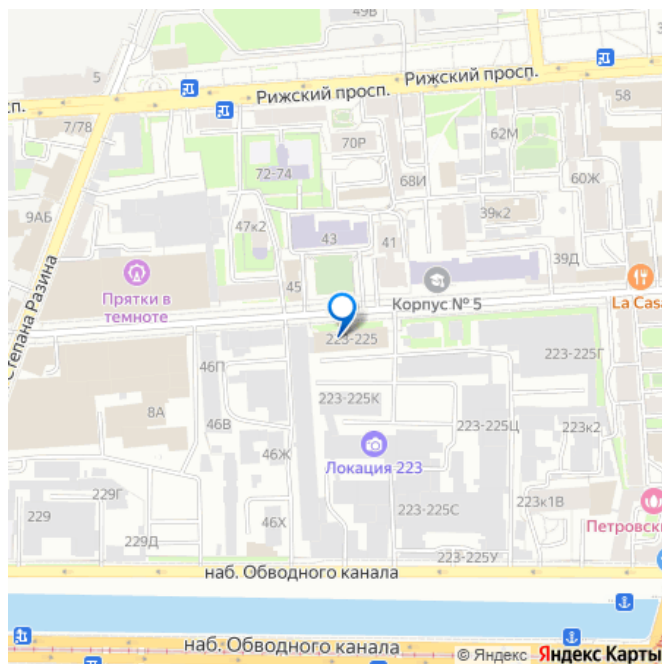 49В
5
Рижский просп.
Рижский просп.
сп.
7/78
58
70Р
62М
72-74
68И
60Ж
9АБ
39к2
47к2
43
41
39Д
45
Прятки в
темноте
Корпус № 5
La Casa
Степана Разина
223-225
223-225Г
46П
223-225К
8А
46В
223-225Ц
223к2
46Ж
Локация 223
229Г
229
46Х
223-225С
223к1В
Петровски
229Д
223-225У
наб. Обводного канала
наб. Обводного канала
© Яндекс Яндекс Карты